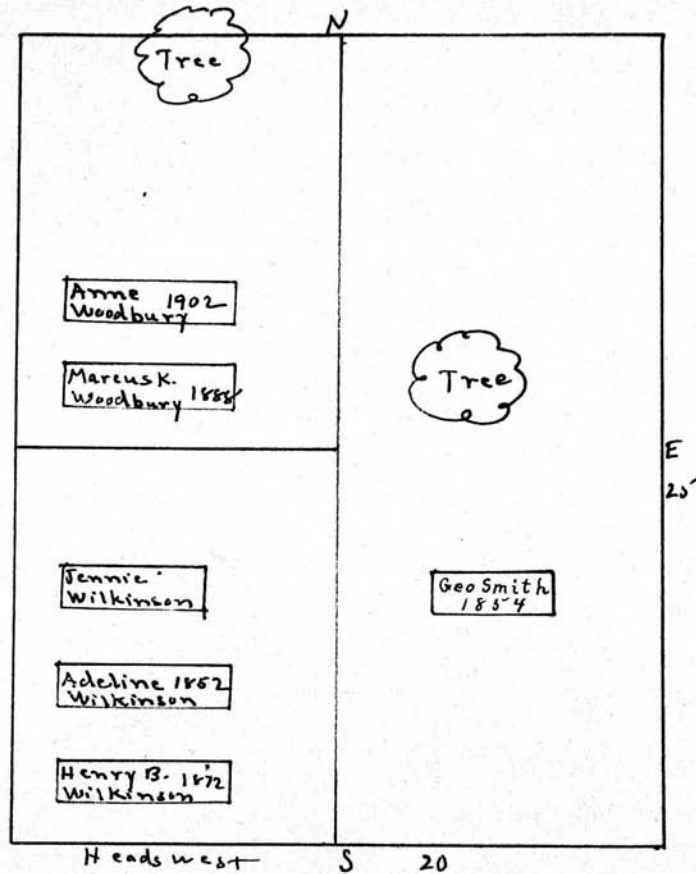 N
Tree
Anne 1902
Woodbury
Marcus K.
Woodbury 1888
Tree
E
25
Jennie
Wilkinson
Geo Smith
1854
Adeline 1852
Wilkinson
Henry B. 1872
Wilkinson
Heads west
S 20